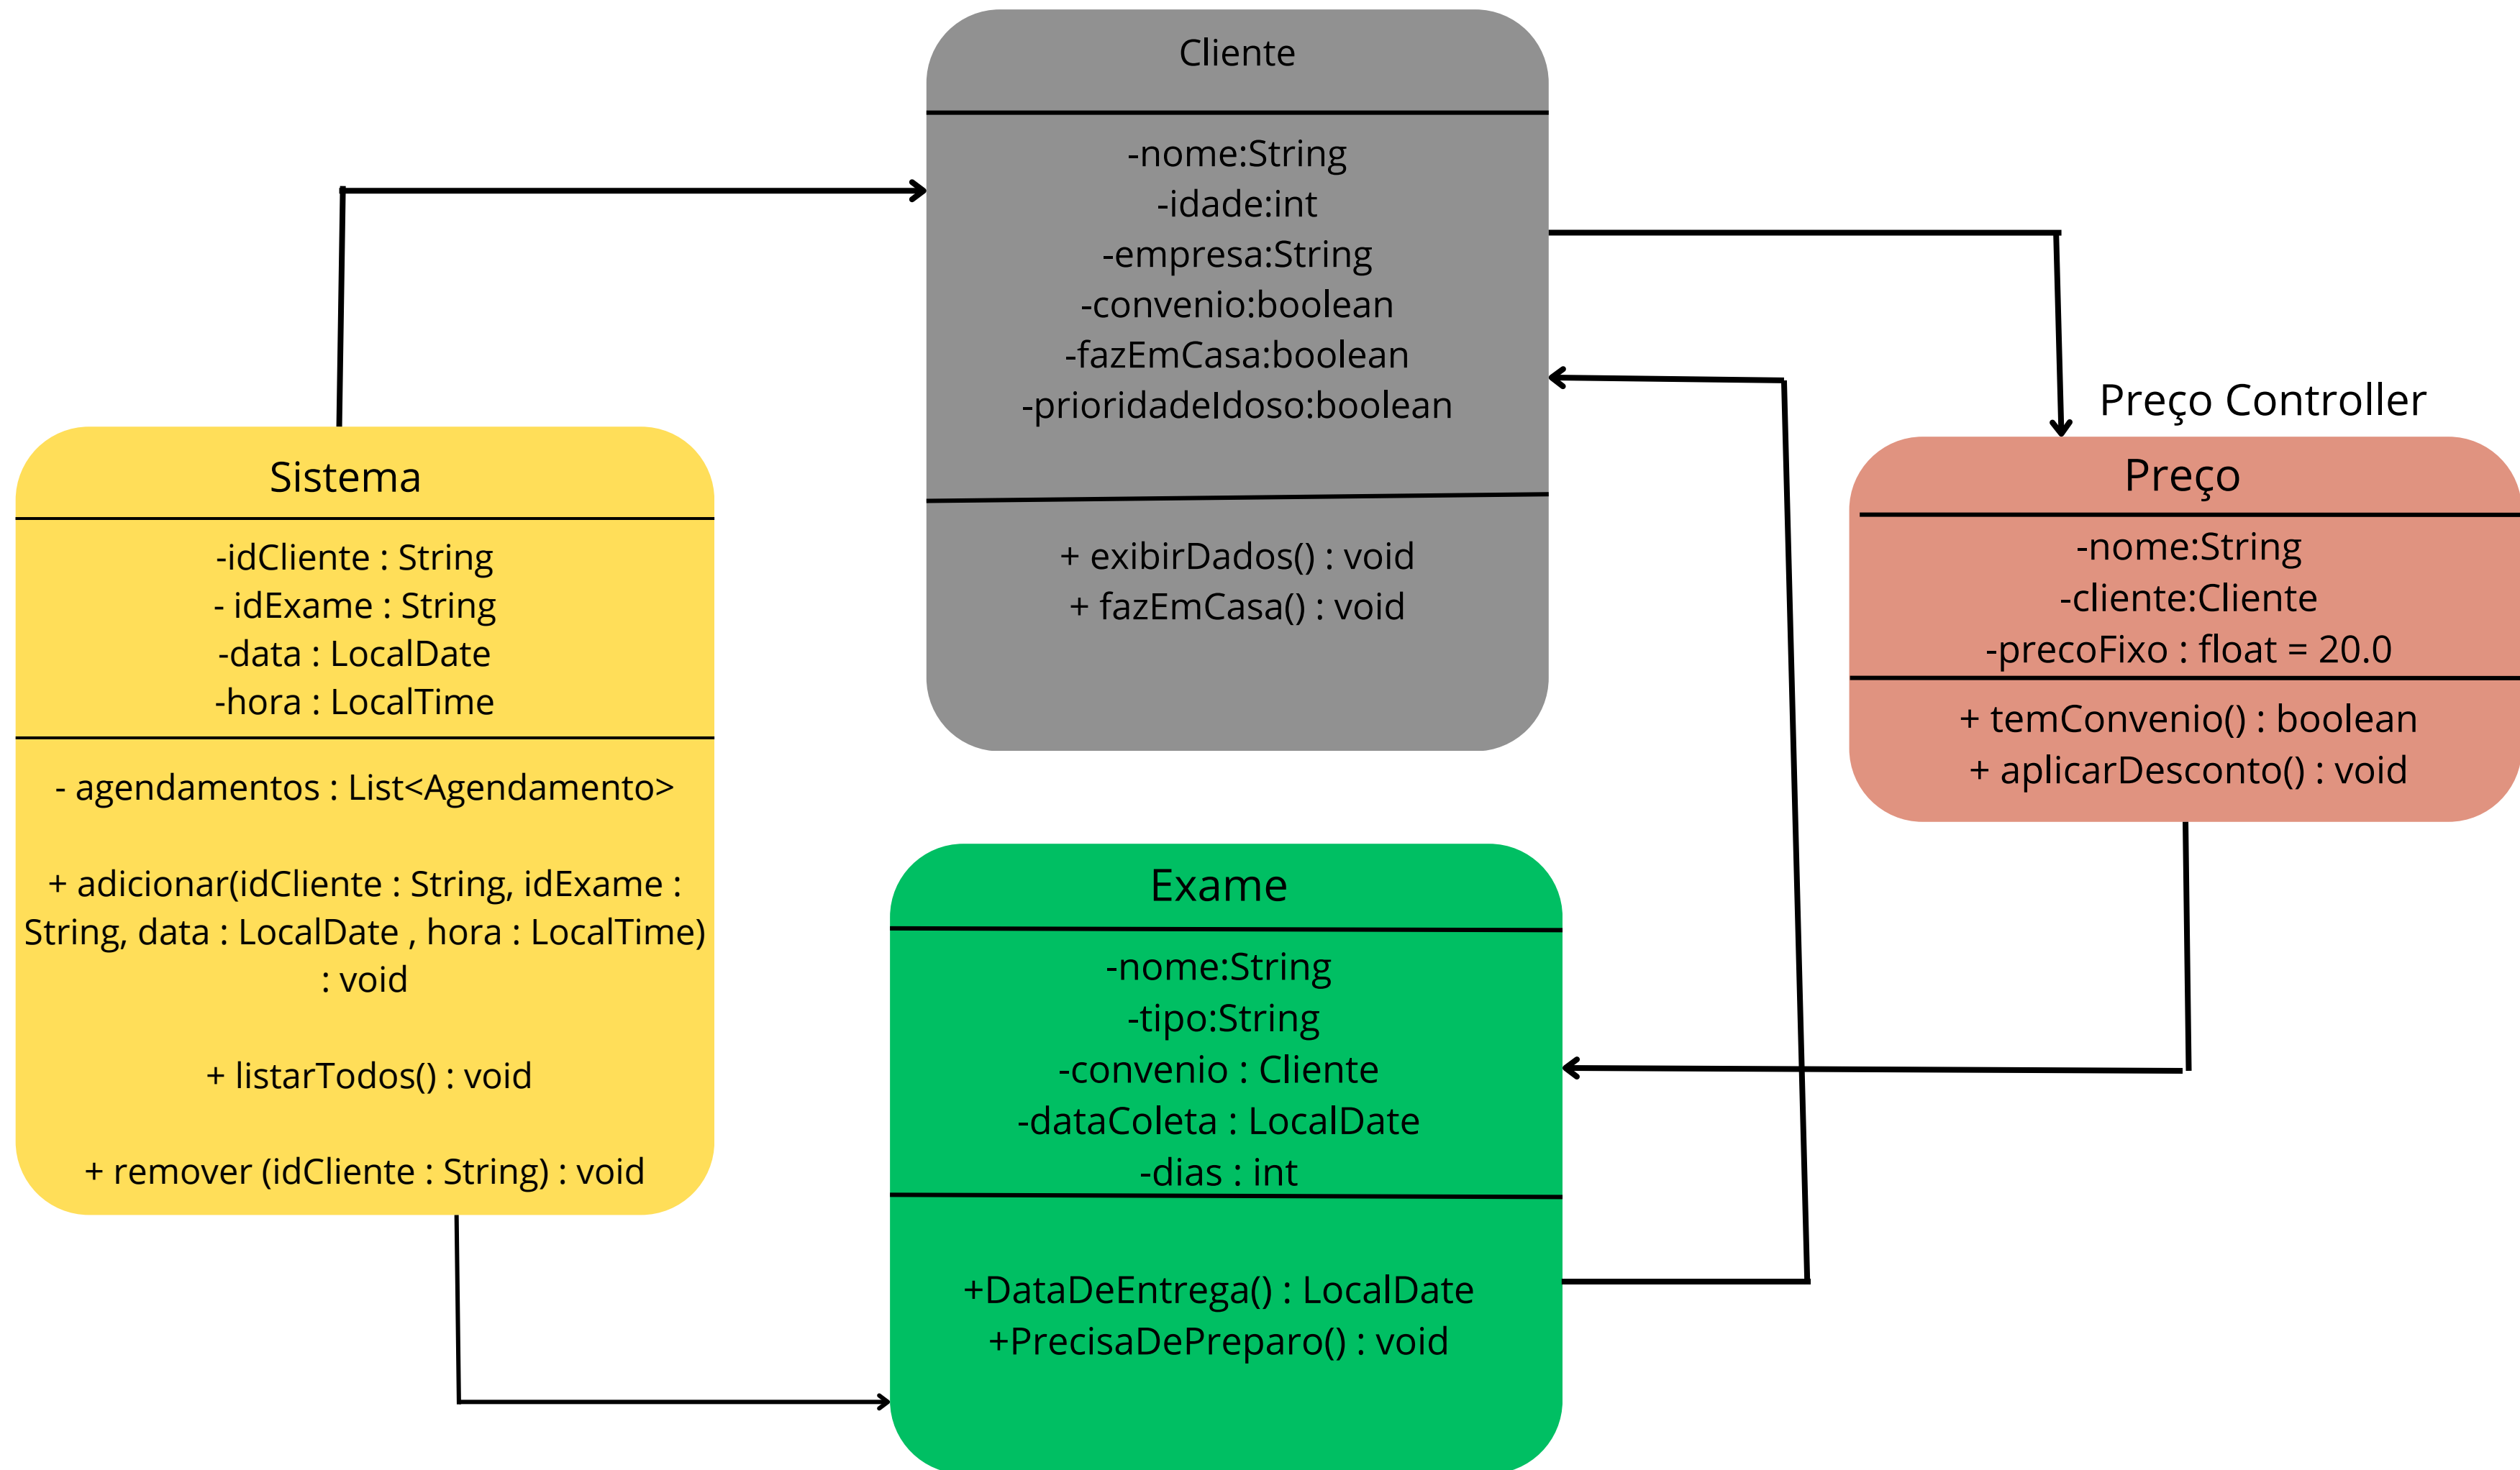 Cliente
-nome:String
-idade:int
-empresa:String
-convenio:boolean
-fazEmCasa:boolean
-prioridadeIdoso:boolean
+ exibirDados() : void
+ fazEmCasa() : void
Sistema
-idCliente : String
- idExame : String
-data : LocalDate
-hora : LocalTime
- agendamentos : List<Agendamento>
+ adicionar(idCliente : String, idExame :
String, data : LocalDate , hora : LocalTime)
: void
+ listarTodos() : void
+ remover (idCliente : String) : void
Preço Controller
Preço
-nome:String
-cliente:Cliente
-precoFixo : float = 20.0
+ temConvenio() : boolean
+ aplicarDesconto() : void
Exame
-nome:String
-tipo:String
-convenio : Cliente
-dataColeta : LocalDate
-dias : int
+DataDeEntrega() : LocalDate
+PrecisaDePreparo() : void